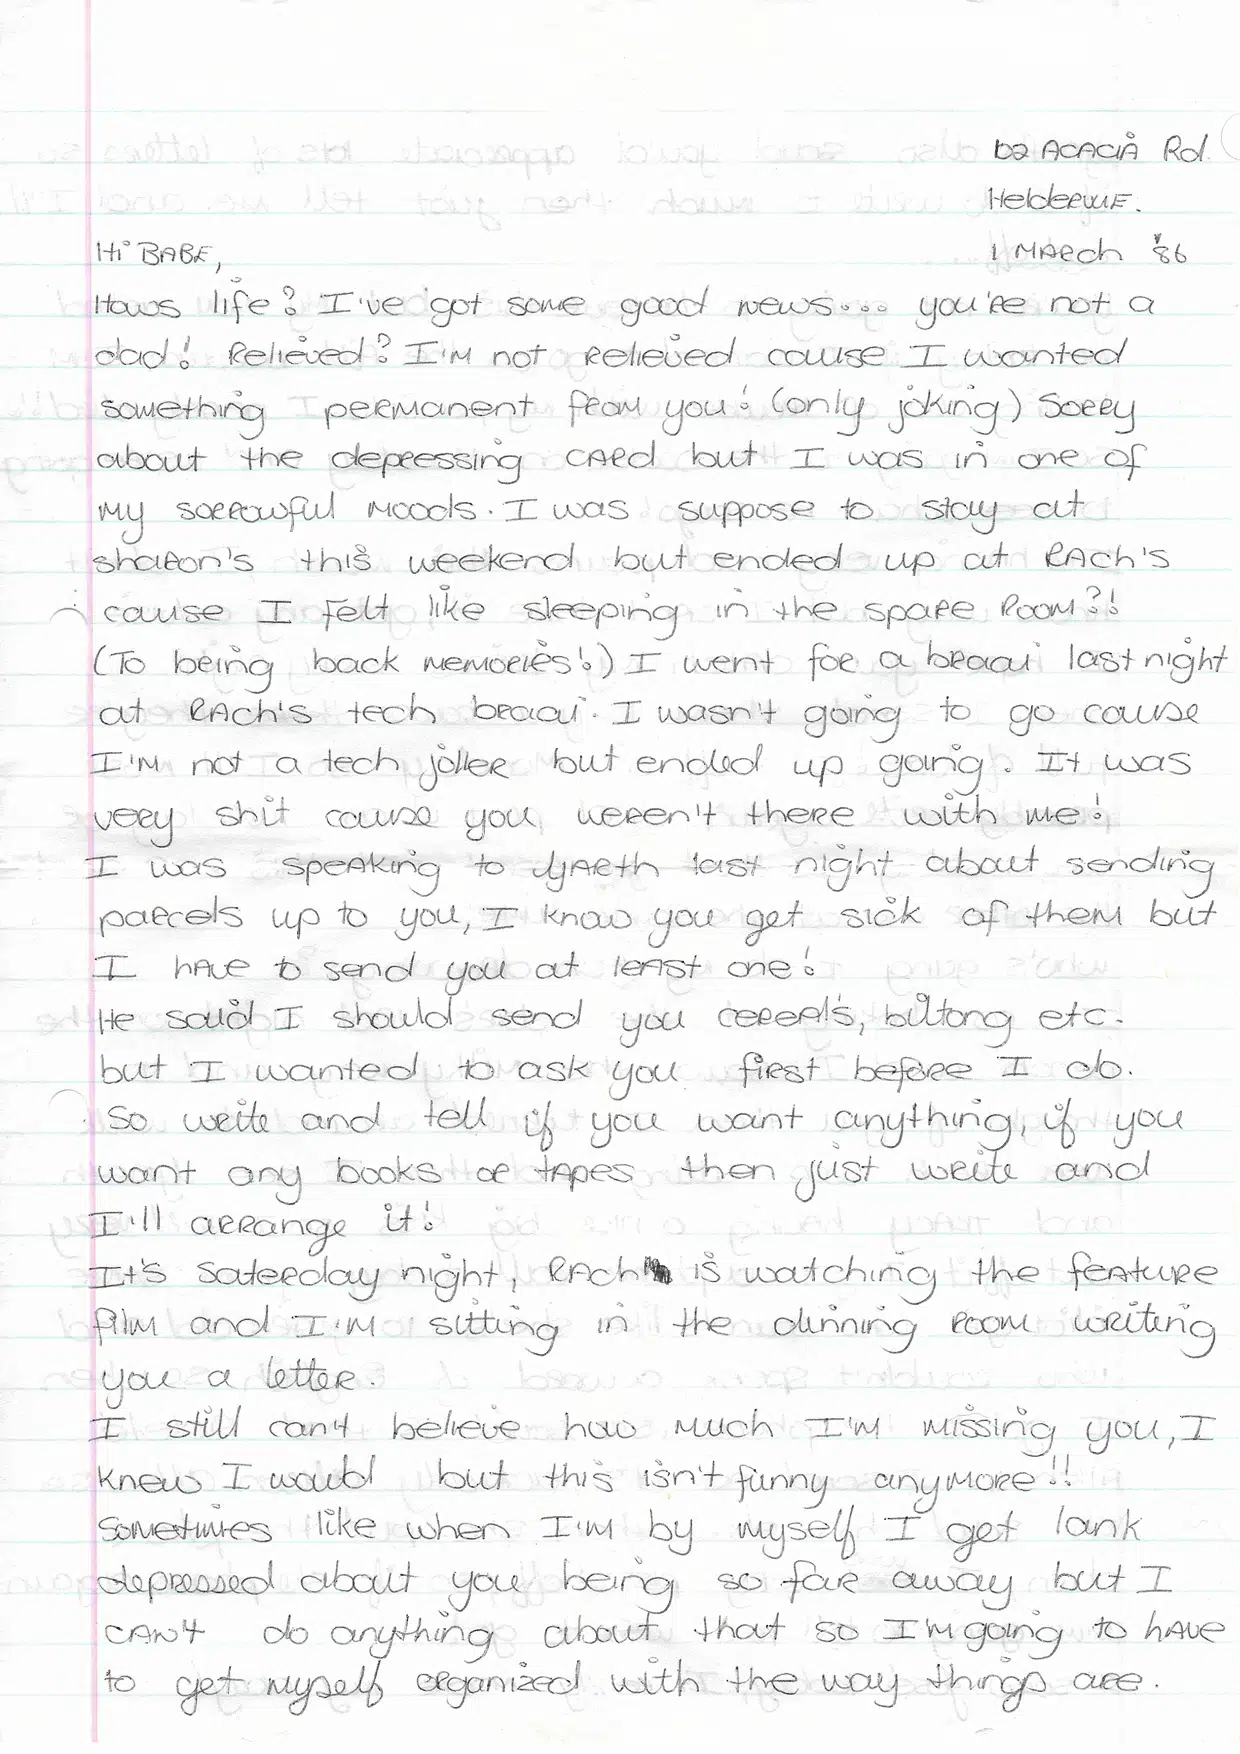 102 Acacia Rd.
Heldervue.
1 March '86
Hi Babe,
Hows life? I've got some good news... you're not a
dad! Relieved? I'm not relieved cause I wanted
something permanent from you! (only joking) Sorry
about the depressing card but I was in one of
my sorrowful moods. I was suppose to stay at
sharon's this weekend but ended up at Rach's
cause I felt like sleeping in the spare room?!
(To being back memories!) I went for a braai last night
at Rach's tech braai. I wasn't going to go cause
I'm not a tech joller but ended up going. It was
very shit cause you weren't there with me!
I was speaking to Garth last night about sending
parcels up to you, I know you get sick of them but
I have to send you at least one!
He said I should send you cereals, biltong etc.
but I wanted to ask you first before I do.
So write and tell if you want anything, if you
want any books or tapes then just write and
I'll arrange it!
It's Saterday night, Rach is watching the feature
film and I'm sitting in the dinning room writing
you a letter.
I still can't believe how much I'm missing you, I
knew I would but this isn't funny anymore!!
Sometimes like when I'm by myself I get lank
depressed about you being so far away but I
can't do anything about that so I'm going to have
to get myself organized with the way things are.